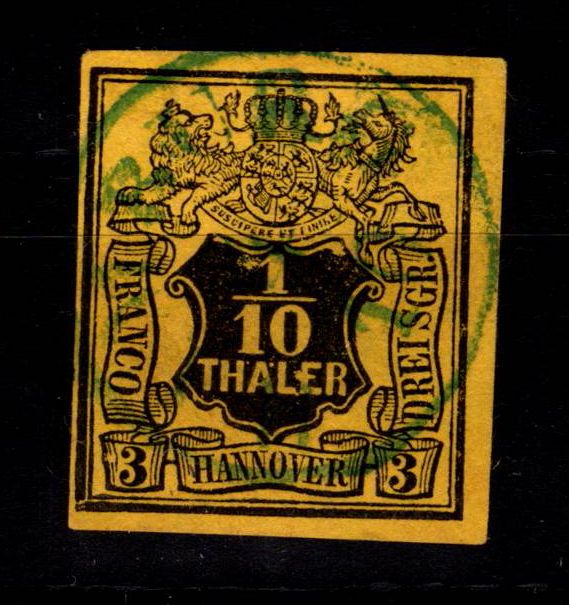 SUSCIPERE ET FINIRE
FRANCO
1
10
THALER
DREI SGR.
3
HANNOVER
3